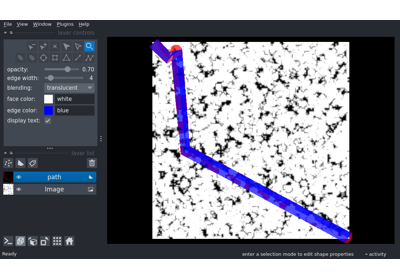 File View Window Plugins Help
layer controls
opacity: 0.70
edge width: 4
blending: translucent
face color: white
edge color: blue
display text:
layer list
path
Image
Ready enter a selection mode to edit shape properties activity